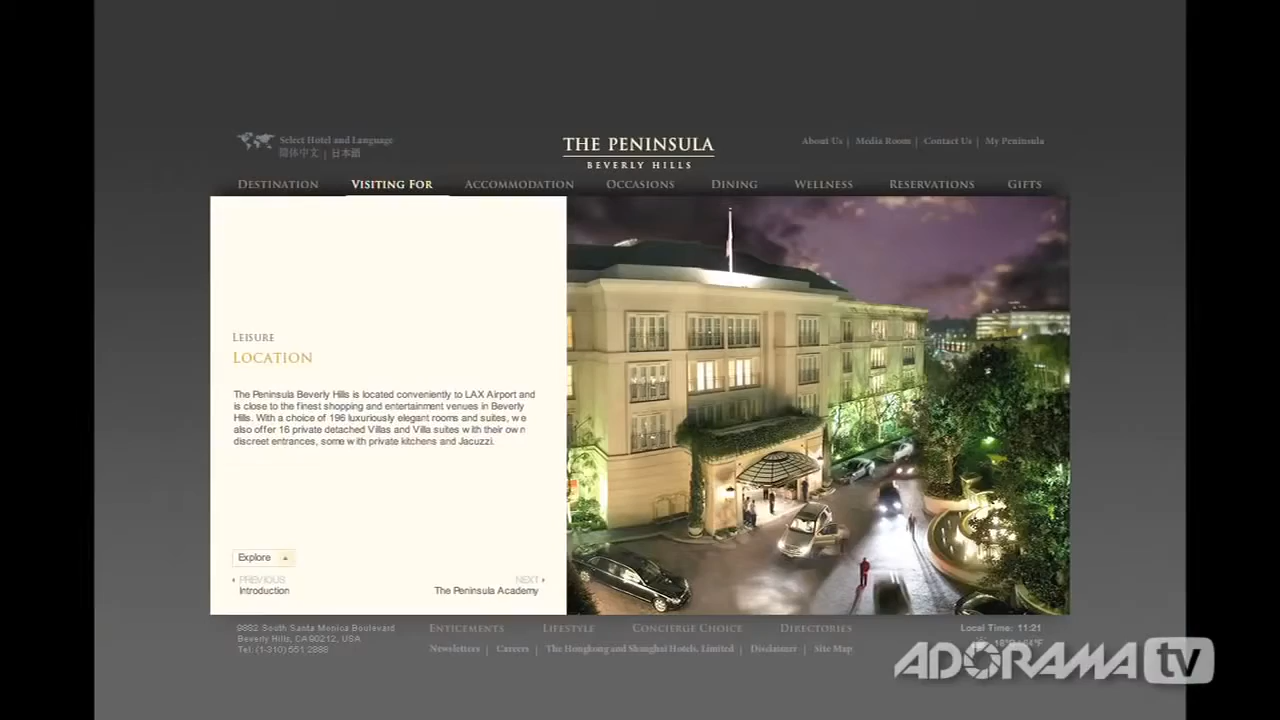 Select Hotel and Language
简体中文 | 日本語
THE PENINSULA
BEVERLY HILLS
About Us | Media Room | Contact Us | My Peninsula
DESTINATION VISITING FOR ACCOMMODATION OCCASIONS DINING WELLNESS RESERVATIONS GIFTS
LEISURE
LOCATION
The Peninsula Beverly Hills is located conveniently to LAX Airport and
is close to the finest shopping and entertainment venues in Beverly
Hills. With a choice of 196 luxuriously elegant rooms and suites, we
also offer 16 private detached Villas and Villa suites with their own
discreet entrances, some with private kitchens and Jacuzzi.
Explore
PREVIOUS
Introduction
NEXT
The Peninsula Academy
9882 South Santa Monica Boulevard
Beverly Hills, CA 90212, USA
Tel: (1-310) 551 2888
ENTICEMENTS LIFESTYLE CONCIERGE CHOICE DIRECTORIES
Newsletters | Careers | The Hongkong and Shanghai Hotels, Limited | Disclaimer | Site Map
Local Time: 11:21
ADORAMA tv